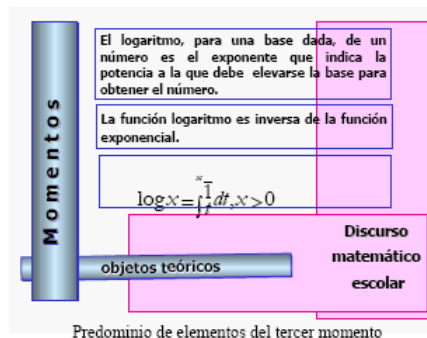 El logaritmo, para una base dada, de un
número es el exponente que indica la
potencia a la que debe elevarse la base para
obtener el número.
La función logaritmo es inversa de la función
exponencial.
log x = ∫₁ˣ 1/t dt, x > 0
Momentos
objetos teóricos
Discurso
matemático
escolar
Predominio de elementos del tercer momento